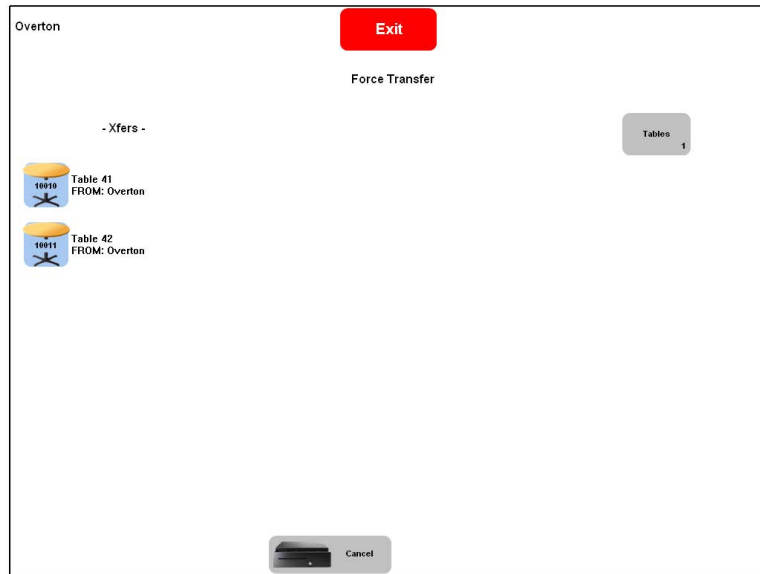 Overton
Exit
Force Transfer
- Xfers -
Tables
1
10010
Table 41
FROM: Overton
10011
Table 42
FROM: Overton
Cancel